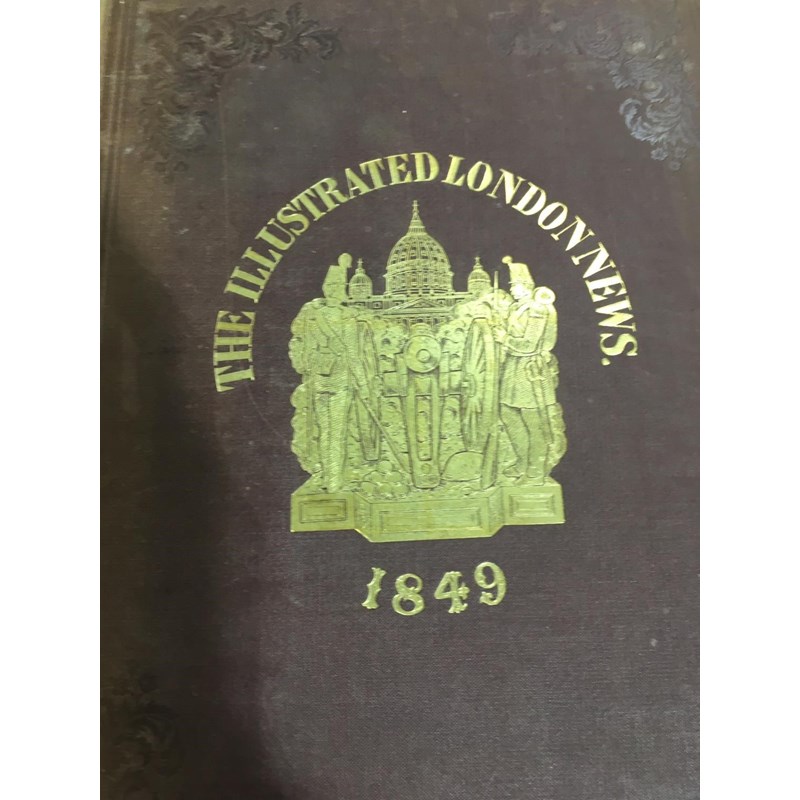 THE ILLUSTRATED LONDON NEWS.
1849